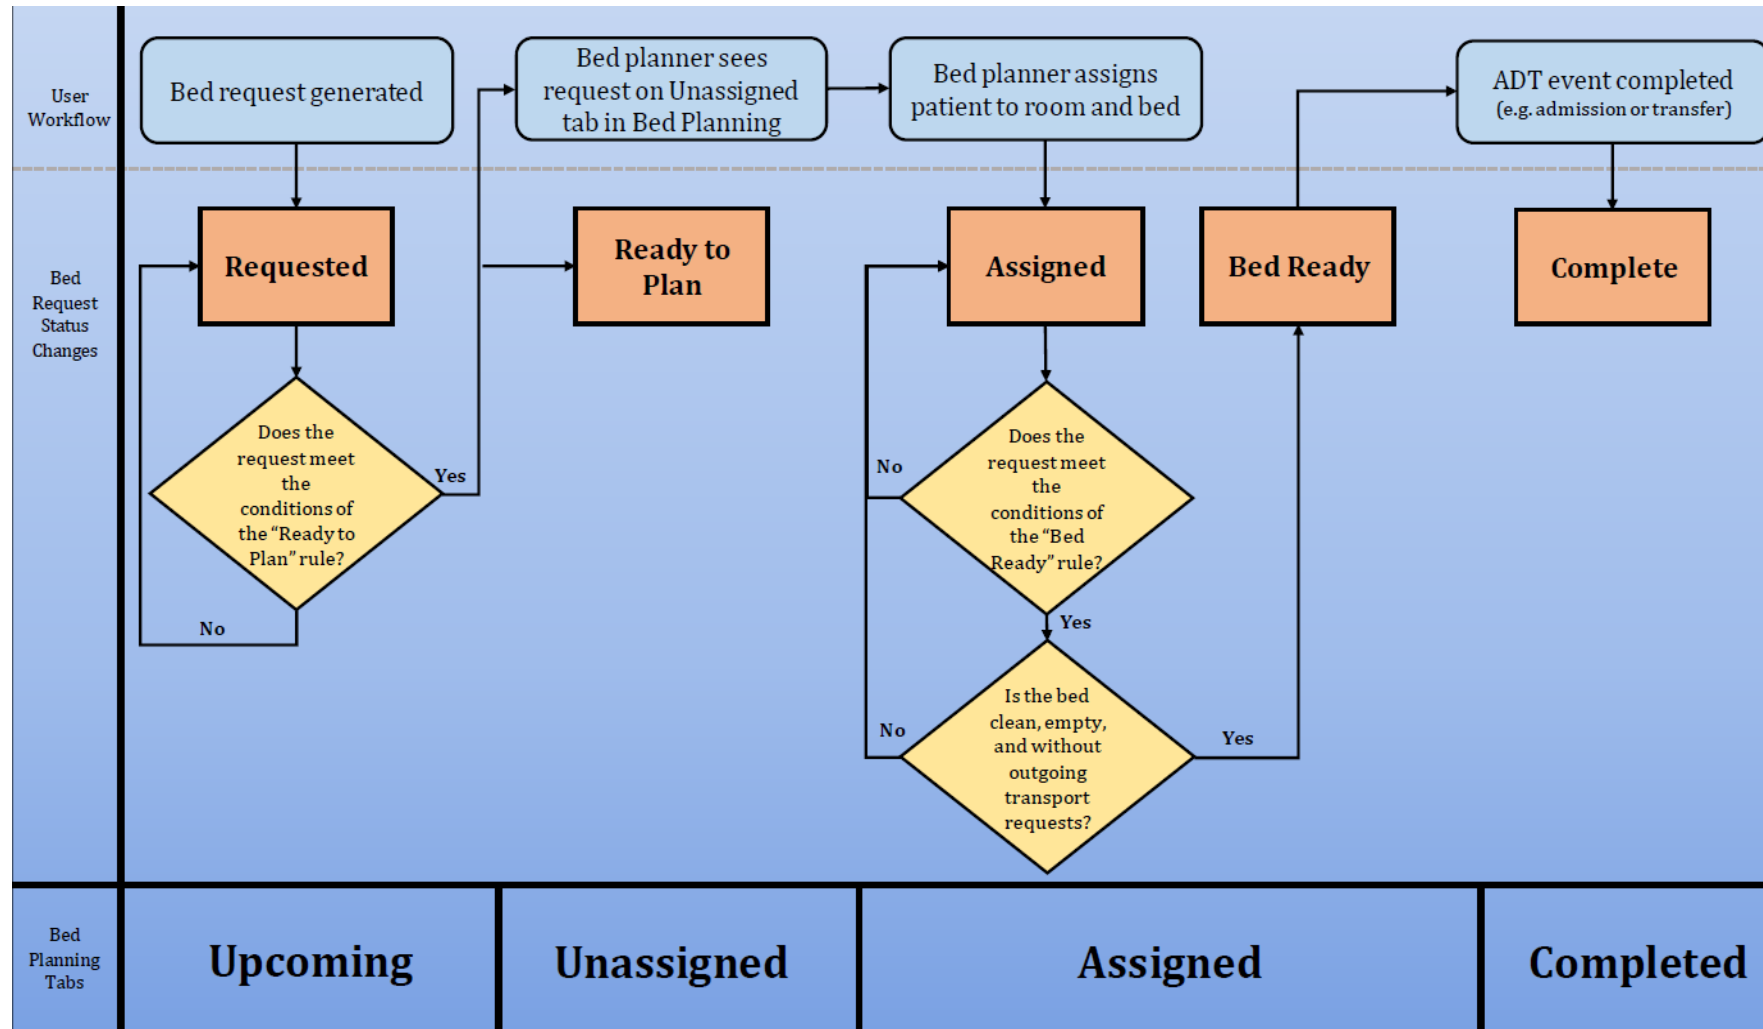 User
Workflow
Bed request generated
Bed planner sees
request on Unassigned
tab in Bed Planning
Bed planner assigns
patient to room and bed
ADT event completed
(e.g. admission or transfer)
Bed
Request
Status
Changes
Requested
Ready to
Plan
Assigned
Bed Ready
Complete
Does the
request meet
the
conditions of
the “Ready to
Plan” rule?
Yes
No
Does the
request meet
the
conditions of
the “Bed
Ready” rule?
No
Yes
Is the bed
clean, empty,
and without
outgoing
transport
requests?
No
Yes
Bed
Planning
Tabs
Upcoming
Unassigned
Assigned
Completed